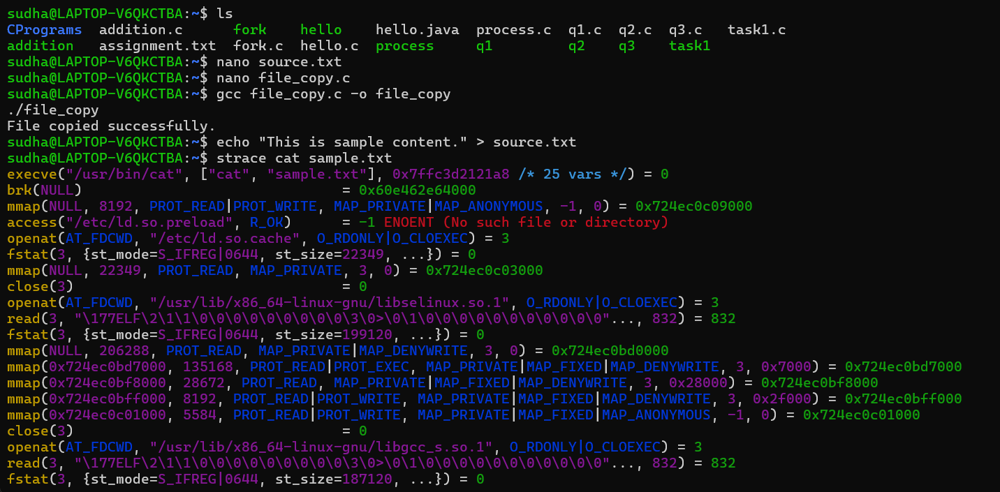 sudha@LAPTOP-V6QKCTBA:~$ ls
CPrograms  addition.c      fork    hello    hello.java  process.c  q1.c  q2.c  q3.c   task1.c
addition   assignment.txt  fork.c  hello.c  process     q1         q2    q3    task1
sudha@LAPTOP-V6QKCTBA:~$ nano source.txt
sudha@LAPTOP-V6QKCTBA:~$ nano file_copy.c
sudha@LAPTOP-V6QKCTBA:~$ gcc file_copy.c -o file_copy
./file_copy
File copied successfully.
sudha@LAPTOP-V6QKCTBA:~$ echo "This is sample content." > source.txt
sudha@LAPTOP-V6QKCTBA:~$ strace cat sample.txt
execve("/usr/bin/cat", ["cat", "sample.txt"], 0x7ffc3d2121a8 /* 25 vars */) = 0
brk(NULL)                               = 0x60e462e64000
mmap(NULL, 8192, PROT_READ|PROT_WRITE, MAP_PRIVATE|MAP_ANONYMOUS, -1, 0) = 0x724ec0c09000
access("/etc/ld.so.preload", R_OK)      = -1 ENOENT (No such file or directory)
openat(AT_FDCWD, "/etc/ld.so.cache", O_RDONLY|O_CLOEXEC) = 3
fstat(3, {st_mode=S_IFREG|0644, st_size=22349, ...}) = 0
mmap(NULL, 22349, PROT_READ, MAP_PRIVATE, 3, 0) = 0x724ec0c03000
close(3)                                = 0
openat(AT_FDCWD, "/usr/lib/x86_64-linux-gnu/libselinux.so.1", O_RDONLY|O_CLOEXEC) = 3
read(3, "\177ELF\2\1\1\0\0\0\0\0\0\0\0\0\3\0>\0\1\0\0\0\0\0\0\0\0\0\0\0"..., 832) = 832
fstat(3, {st_mode=S_IFREG|0644, st_size=199120, ...}) = 0
mmap(NULL, 206288, PROT_READ, MAP_PRIVATE|MAP_DENYWRITE, 3, 0) = 0x724ec0bd0000
mmap(0x724ec0bd7000, 135168, PROT_READ|PROT_EXEC, MAP_PRIVATE|MAP_FIXED|MAP_DENYWRITE, 3, 0x7000) = 0x724ec0bd7000
mmap(0x724ec0bf8000, 28672, PROT_READ, MAP_PRIVATE|MAP_FIXED|MAP_DENYWRITE, 3, 0x28000) = 0x724ec0bf8000
mmap(0x724ec0bff000, 8192, PROT_READ|PROT_WRITE, MAP_PRIVATE|MAP_FIXED|MAP_DENYWRITE, 3, 0x2f000) = 0x724ec0bff000
mmap(0x724ec0c01000, 5584, PROT_READ|PROT_WRITE, MAP_PRIVATE|MAP_FIXED|MAP_ANONYMOUS, -1, 0) = 0x724ec0c01000
close(3)                                = 0
openat(AT_FDCWD, "/usr/lib/x86_64-linux-gnu/libgcc_s.so.1", O_RDONLY|O_CLOEXEC) = 3
read(3, "\177ELF\2\1\1\0\0\0\0\0\0\0\0\0\3\0>\0\1\0\0\0\0\0\0\0\0\0\0\0"..., 832) = 832
fstat(3, {st_mode=S_IFREG|0644, st_size=187120, ...}) = 0